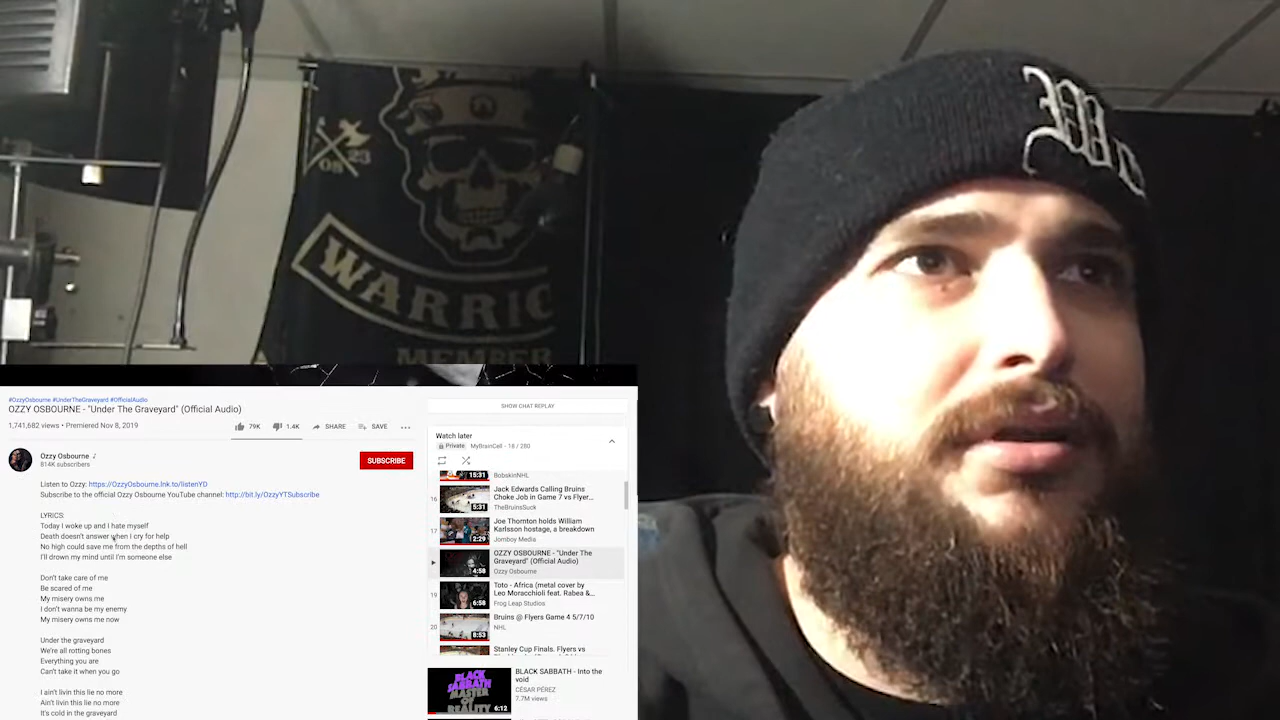 08 23
WARRIC
MEMBER
#OzzyOsbourne #UnderTheGraveyard #OfficialAudio
OZZY OSBOURNE - "Under The Graveyard" (Official Audio)
1,741,682 views • Premiered Nov 8, 2019
79K
1.4K
SHARE
SAVE
Ozzy Osbourne
814K subscribers
SUBSCRIBE
Listen to Ozzy: https://OzzyOsbourne.lnk.to/listenYD
Subscribe to the official Ozzy Osbourne YouTube channel: http://bit.ly/OzzyYTSubscribe
LYRICS:
Today I woke up and I hate myself
Death doesn't answer when I cry for help
No high could save me from the depths of hell
I'll drown my mind until I'm someone else
Don't take care of me
Be scared of me
My misery owns me
I don't wanna be my enemy
My misery owns me now
Under the graveyard
We're all rotting bones
Everything you are
Can't take it when you go
I ain't livin this lie no more
Ain't livin this lie no more
It's cold in the graveyard
SHOW CHAT REPLAY
Watch later
Private MyBrainCell - 18 / 280
15:31
BobskinNHL
16
5:31
Jack Edwards Calling Bruins
Choke Job in Game 7 vs Flyer...
TheBruinsSuck
17
2:29
Joe Thornton holds William
Karlsson hostage, a breakdown
Jomboy Media
4:58
OZZY OSBOURNE - "Under The
Graveyard" (Official Audio)
Ozzy Osbourne
19
6:58
Toto - Africa (metal cover by
Leo Moracchioli feat. Rabea &...
Frog Leap Studios
20
8:53
Bruins @ Flyers Game 4 5/7/10
NHL
Stanley Cup Finals. Flyers vs
BLACK
SABBATH
MASTER
OF
REALITY
6:12
BLACK SABBATH - Into the
void
CÉSAR PÉREZ
7.7M views